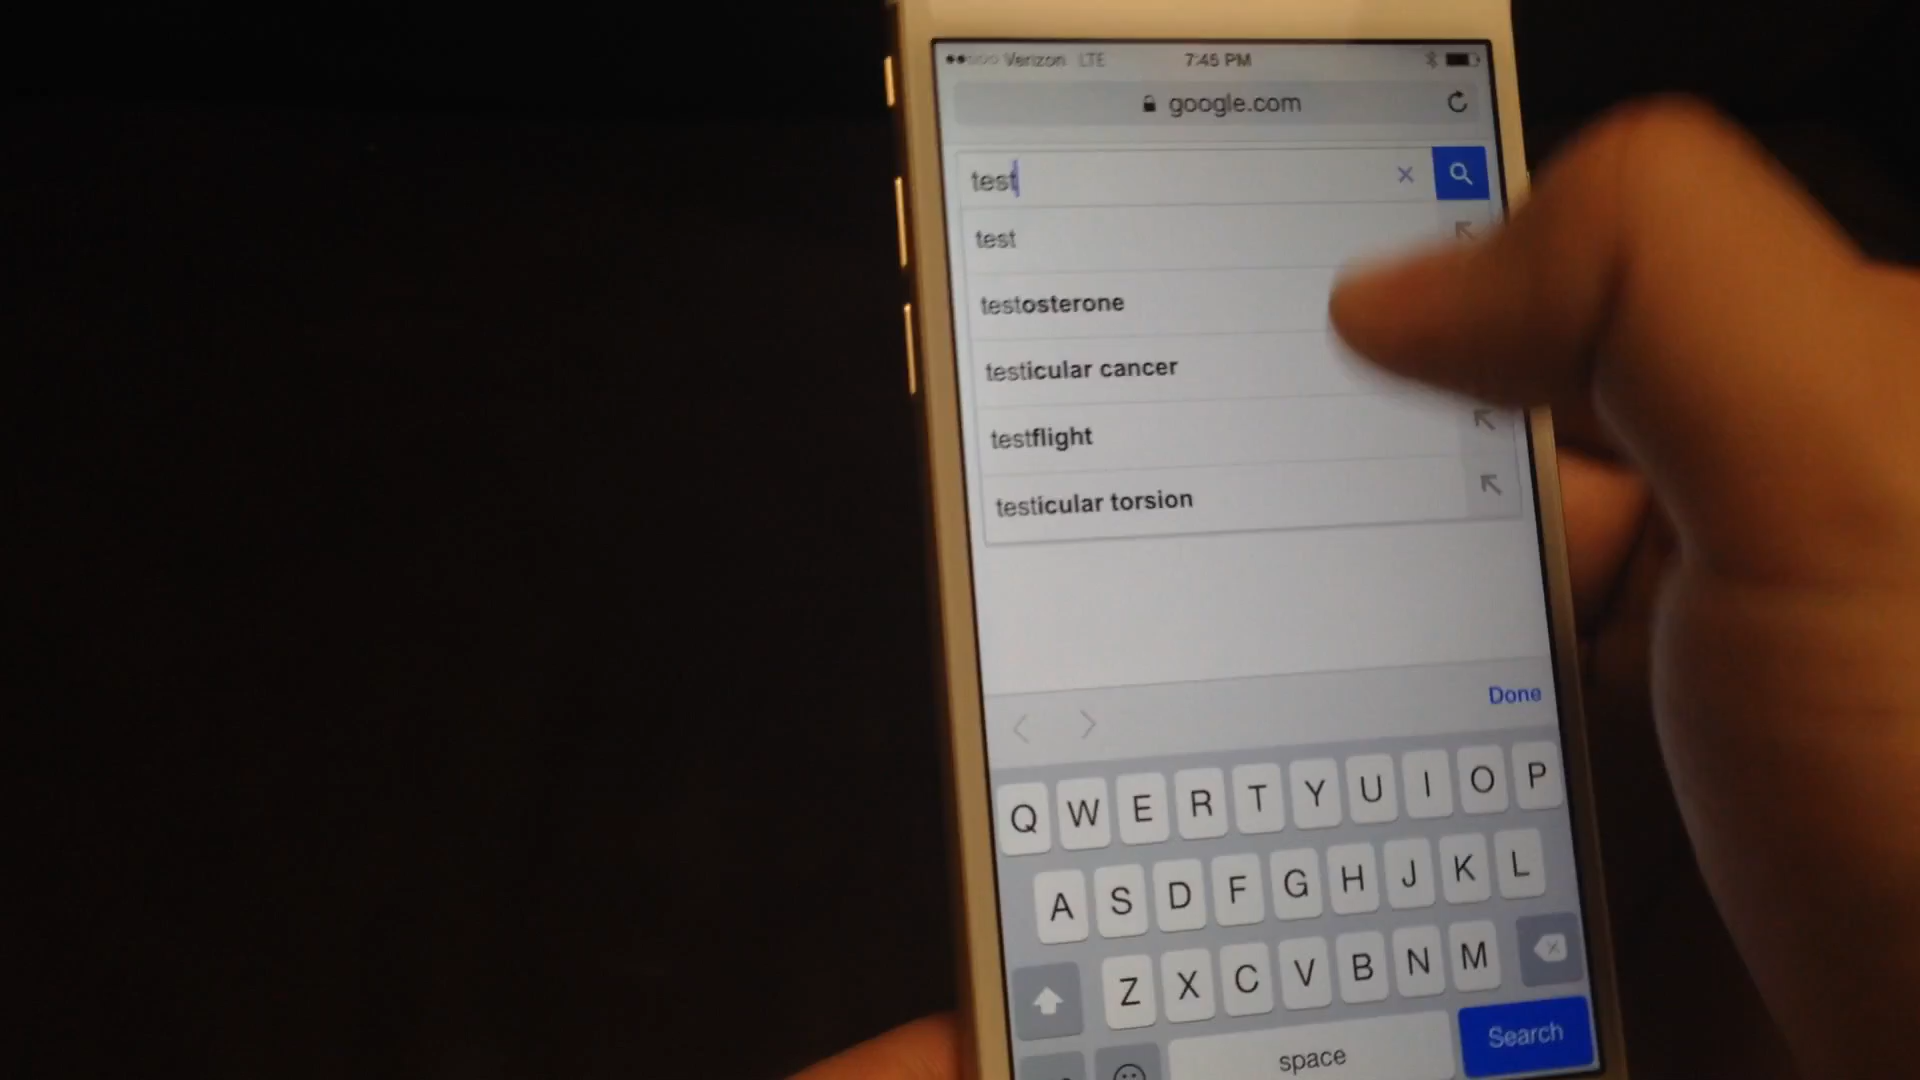 Verizon LTE 7:45 PM
google.com
test
test
testosterone
testicular cancer
testflight
testicular torsion
Done
Q W E R T Y U I O P
A S D F G H J K L
Z X C V B N M
space Search